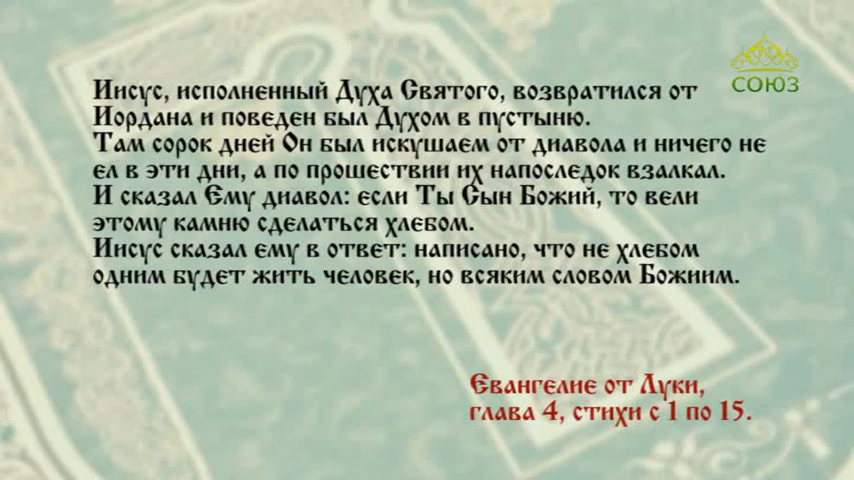 СОЮЗ
Иисус, исполненный Духа Святого, возвратился от
Иордана и поведен был Духом в пустыню.
Там сорок дней Он был искушаем от диавола и ничего не
ел в эти дни, а по прошествии их напоследок взалкал.
И сказал Ему диавол: если Ты Сын Божий, то вели
этому камню сделаться хлебом.
Иисус сказал ему в ответ: написано, что не хлебом
одним будет жить человек, но всяким словом Божиим.
Евангелие от Луки,
глава 4, стихи с 1 по 15.